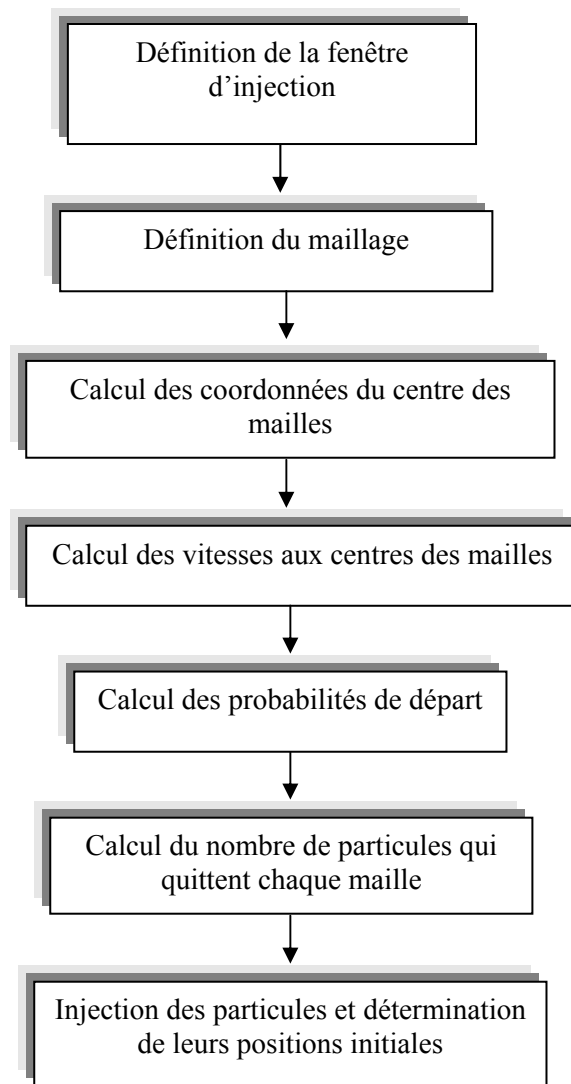 Définition de la fenêtre
d’injection
Définition du maillage
Calcul des coordonnées du centre des
mailles
Calcul des vitesses aux centres des mailles
Calcul des probabilités de départ
Calcul du nombre de particules qui
quittent chaque maille
Injection des particules et détermination
de leurs positions initiales